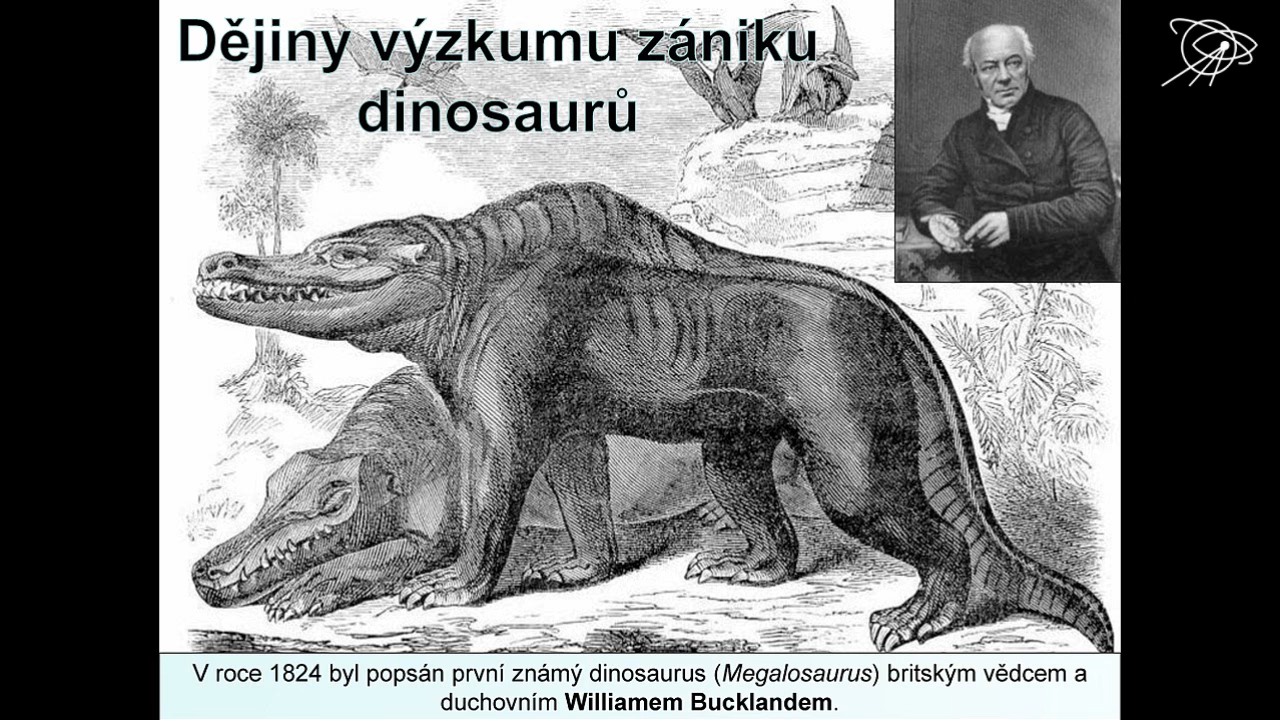 Dějiny výzkumu zániku
dinosaurů
V roce 1824 byl popsán první známý dinosaurus (Megalosaurus) britským vědcem a
duchovním Williamem Bucklandem.